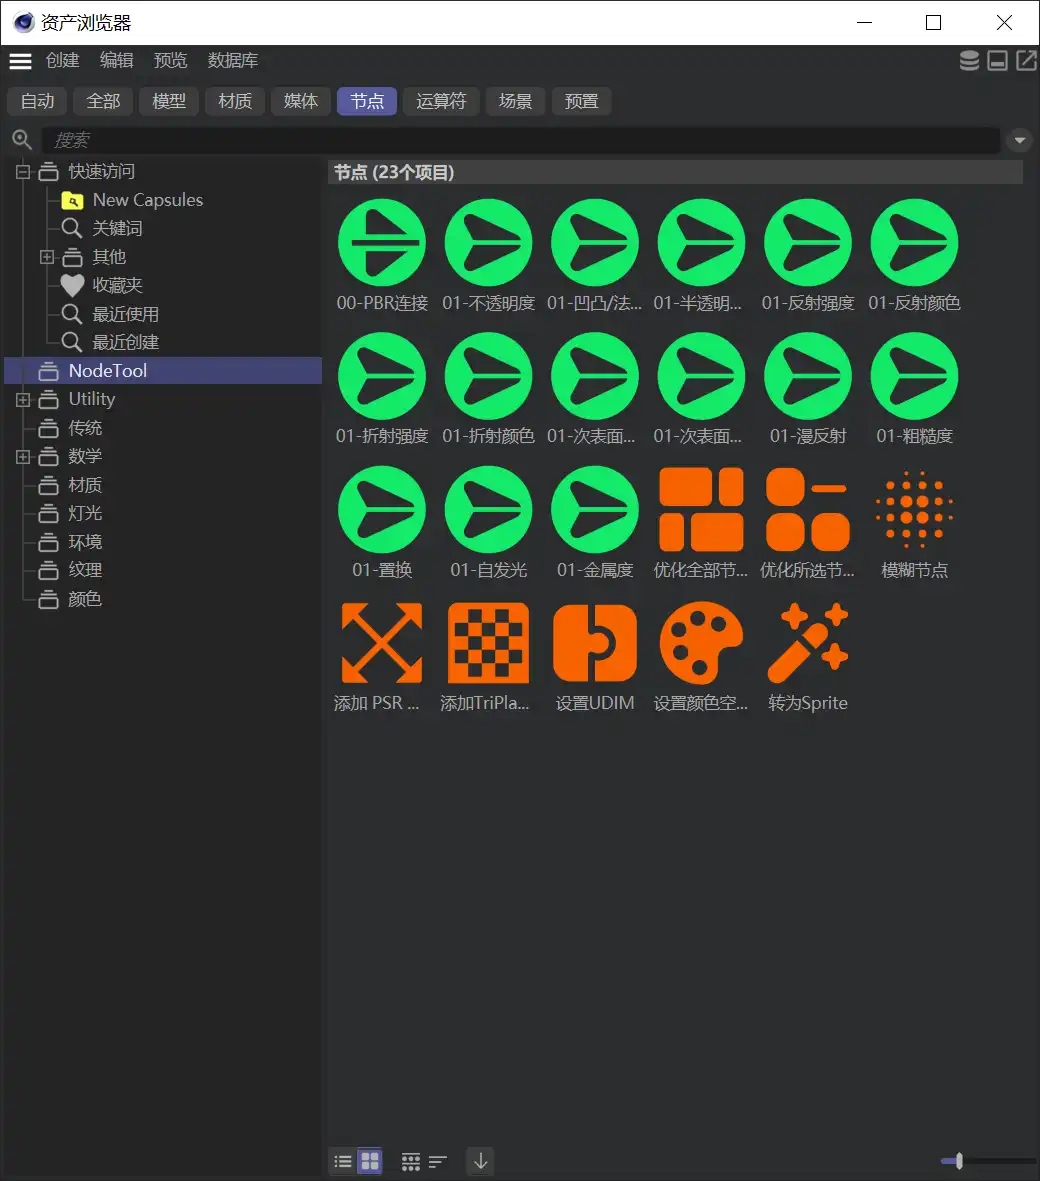 资产浏览器
创建 编辑 预览 数据库
自动 全部 模型 材质 媒体 节点 运算符 场景 预置
搜索
快速访问
New Capsules
关键词
其他
收藏夹
最近使用
最近创建
NodeTool
Utility
传统
数学
材质
灯光
环境
纹理
颜色
节点 (23个项目)
00-PBR连接 01-不透明度 01-凹凸/法... 01-半透明... 01-反射强度 01-反射颜色
01-折射强度 01-折射颜色 01-次表面... 01-次表面... 01-漫反射 01-粗糙度
01-置换 01-自发光 01-金属度 优化全部节... 优化所选节... 模糊节点
添加 PSR ... 添加TriPla... 设置UDIM 设置颜色空... 转为Sprite